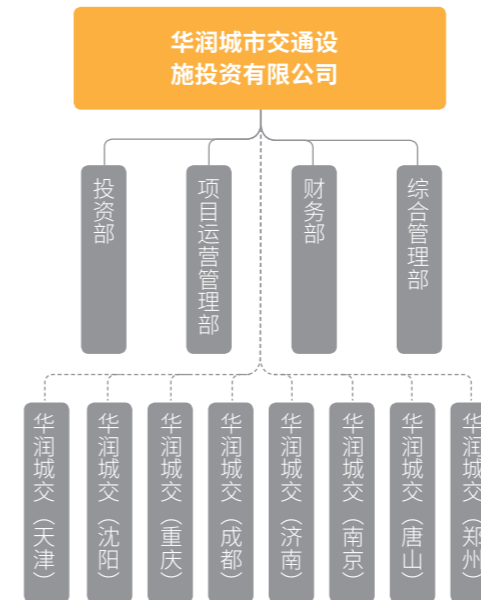 华润城市交通设
施投资有限公司
投资部
项目运营管理部
财务部
综合管理部
华润城交（天津）
华润城交（沈阳）
华润城交（重庆）
华润城交（成都）
华润城交（济南）
华润城交（南京）
华润城交（唐山）
华润城交（郑州）